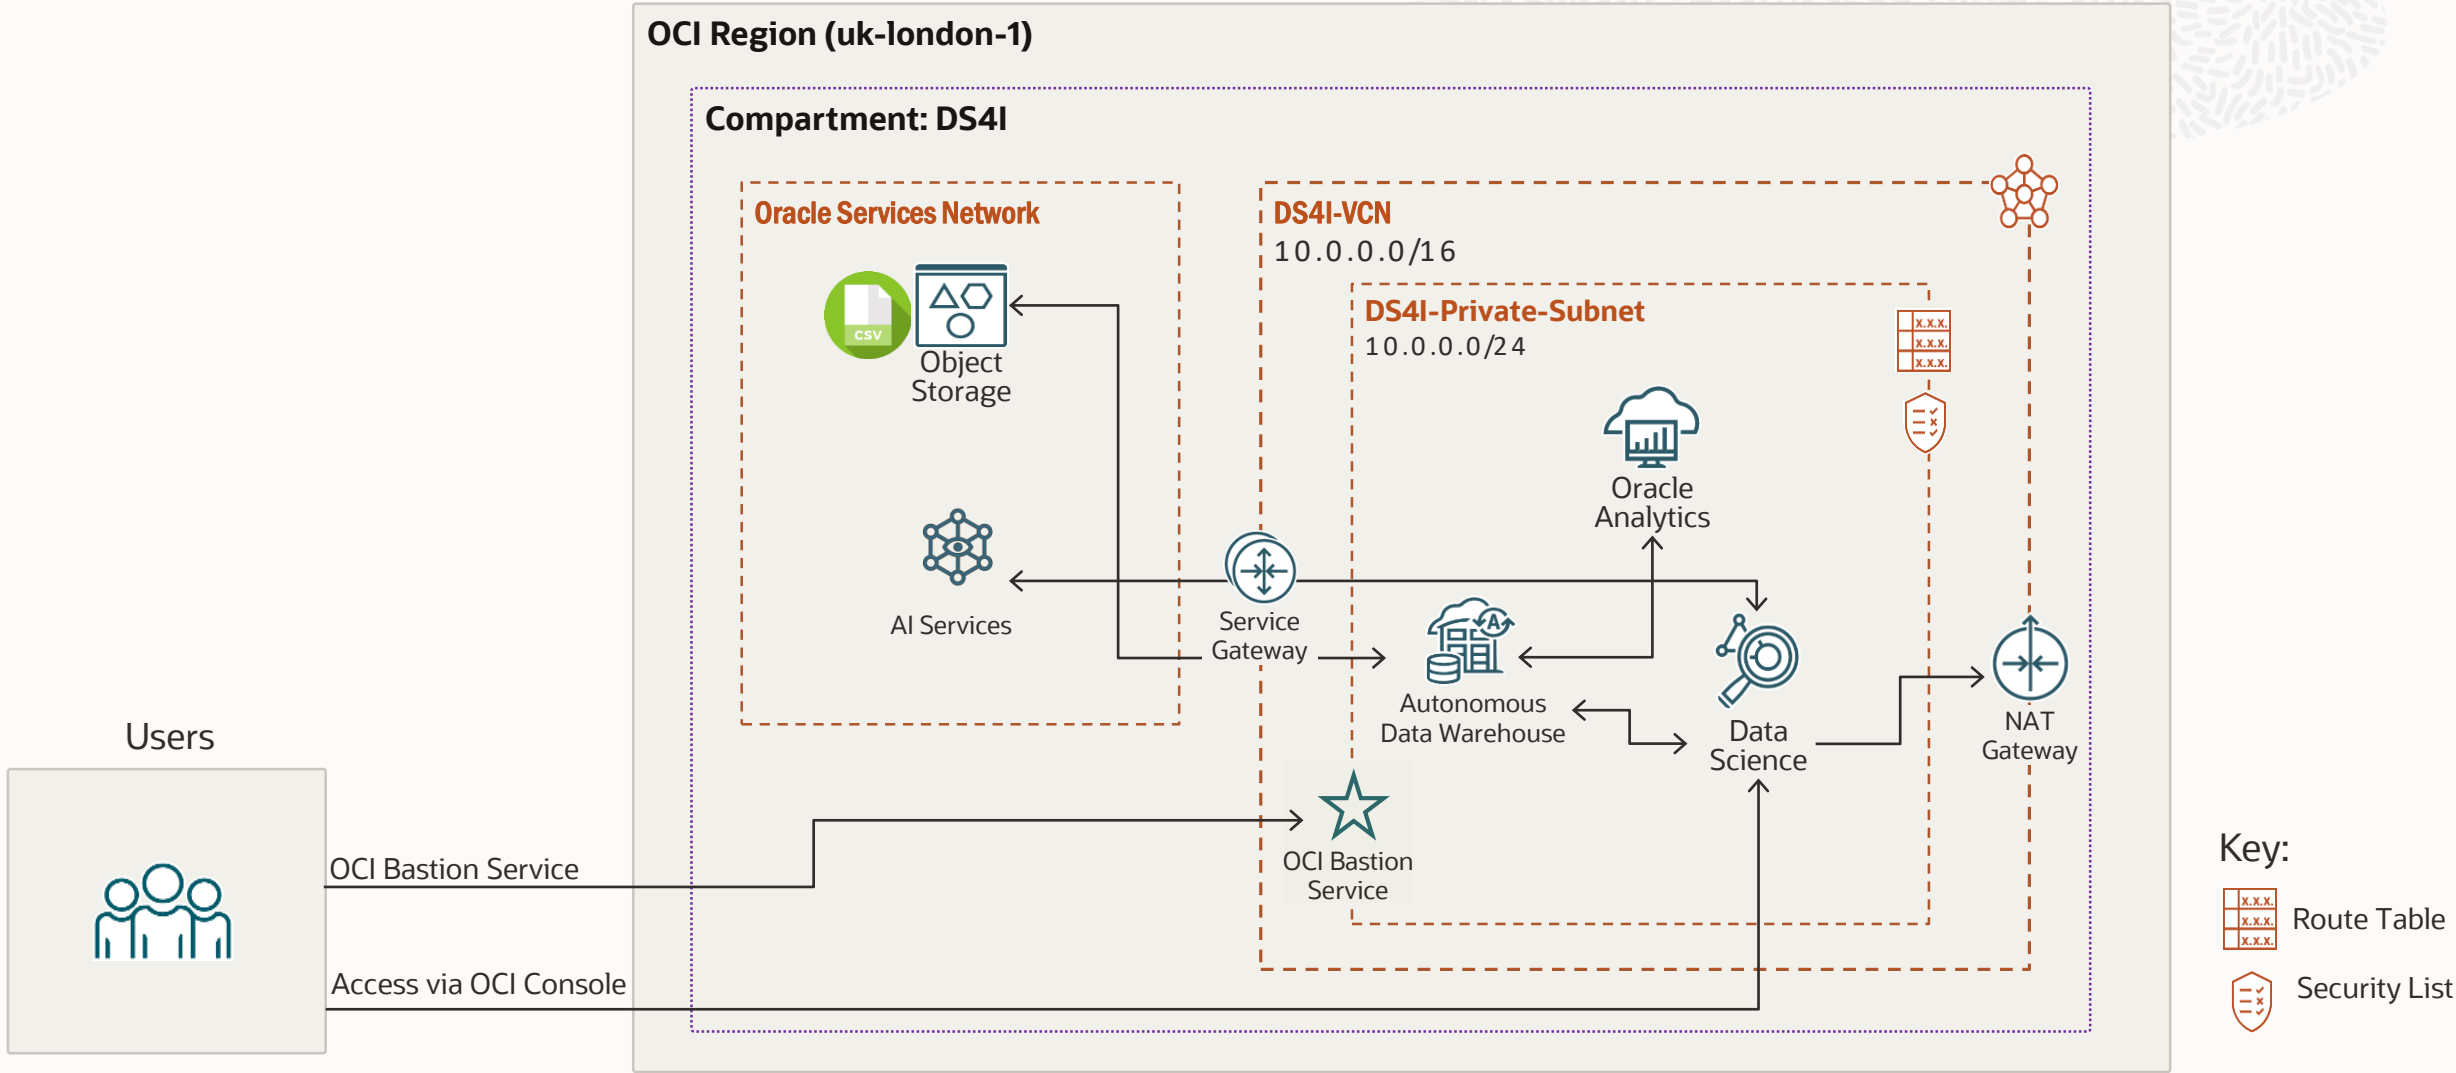 OCI Region (uk-london-1)
Compartment: DS4I
Oracle Services Network
CSV
Object
Storage
AI Services
DS4I-VCN
10.0.0.0/16
DS4I-Private-Subnet
10.0.0.0/24
x.x.x.
x.x.x.
x.x.x.
Oracle
Analytics
Service
Gateway
A
Autonomous
Data Warehouse
Data
Science
NAT
Gateway
OCI Bastion
Service
Users
OCI Bastion Service
Access via OCI Console
Key:
x.x.x.
x.x.x.
x.x.x.
Route Table
Security List